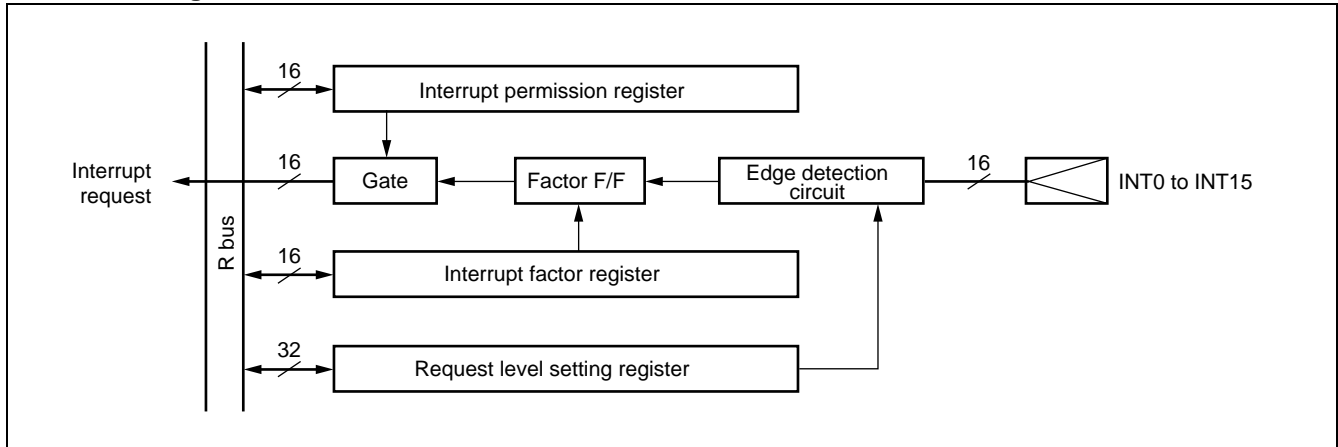 16
Interrupt permission register
Interrupt
request
16
Gate
Factor F/F
Edge detection
circuit
16
INT0 to INT15
R bus
16
Interrupt factor register
32
Request level setting register